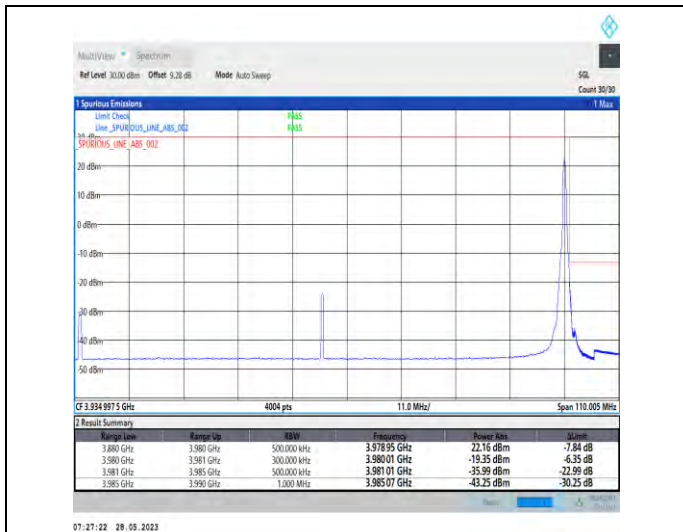 MultiView Spectrum
Ref Level 30.00 dBm Offset 9.28 dB Mode Auto Sweep SGL
Count 30/30
1 Spurious Emissions 1 Max
Limit Check PASS
Line _SPURIOUS_LINE_ABS_002 PASS
30 dBm
_SPURIOUS_LINE_ABS_002
20 dBm
10 dBm
0 dBm
-10 dBm
-20 dBm
-30 dBm
-40 dBm
-50 dBm
CF 3.934 997 5 GHz 4004 pts 11.0 MHz/ Span 110.005 MHz
2 Result Summary
Range Low Range Up RBW Frequency Power Abs ΔLimit
3.880 GHz 3.980 GHz 500.000 kHz 3.978 95 GHz 22.16 dBm -7.84 dB
3.980 GHz 3.981 GHz 300.000 kHz 3.980 01 GHz -19.35 dBm -6.35 dB
3.981 GHz 3.985 GHz 500.000 kHz 3.981 01 GHz -35.99 dBm -22.99 dB
3.985 GHz 3.990 GHz 1.000 MHz 3.985 07 GHz -43.25 dBm -30.25 dB
07:27:22 28.05.2023